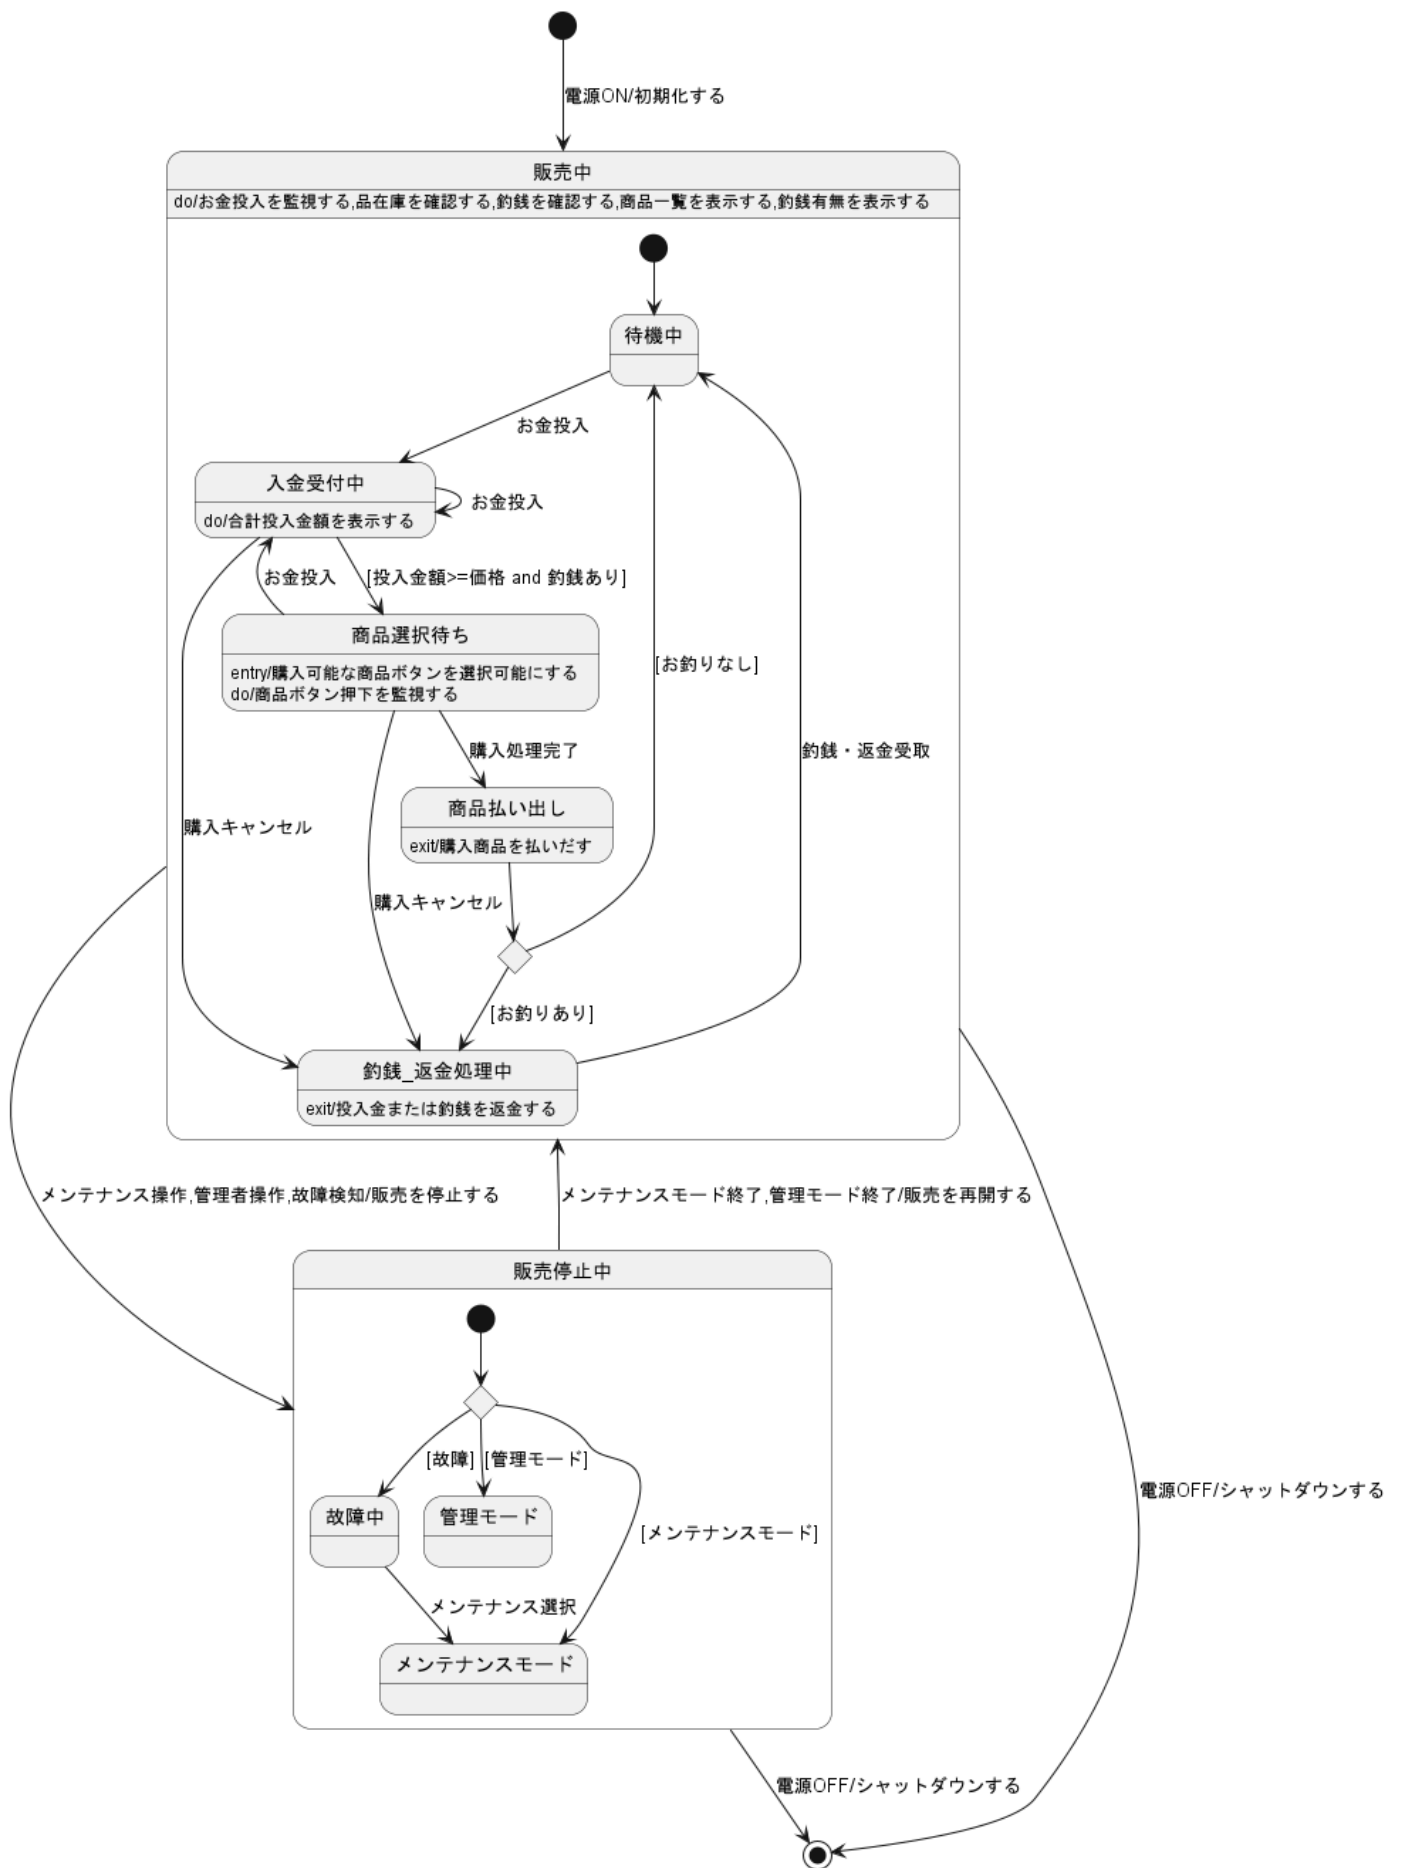 電源ON/初期化する
販売中
do/お金投入を監視する,品在庫を確認する,釣銭を確認する,商品一覧を表示する,釣銭有無を表示する
待機中
お金投入
入金受付中
do/合計投入金額を表示する
お金投入
お金投入
[投入金額>=価格 and 釣銭あり]
商品選択待ち
entry/購入可能な商品ボタンを選択可能にする
do/商品ボタン押下を監視する
[お釣りなし]
購入処理完了
釣銭・返金受取
商品払い出し
exit/購入商品を払いだす
購入キャンセル
購入キャンセル
[お釣りあり]
釣銭_返金処理中
exit/投入金または釣銭を返金する
メンテナンス操作,管理者操作,故障検知/販売を停止する
メンテナンスモード終了,管理モード終了/販売を再開する
販売停止中
[故障]
[管理モード]
電源OFF/シャットダウンする
故障中
管理モード
[メンテナンスモード]
メンテナンス選択
メンテナンスモード
電源OFF/シャットダウンする